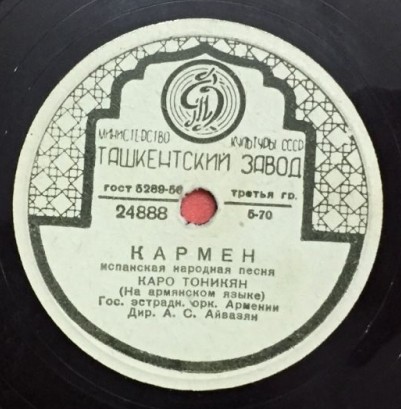 МИНИСТЕРСТВО КУЛЬТУРЫ СССР
ТАШКЕНТСКИЙ ЗАВОД
гост 5289-56 третья гр.
24888 5-70
КАРМЕН
испанская народная песня
КАРО ТОНИКЯН
(На армянском языке)
Гос. эстрадн. орк. Армении
Дир. А. С. Айвазян